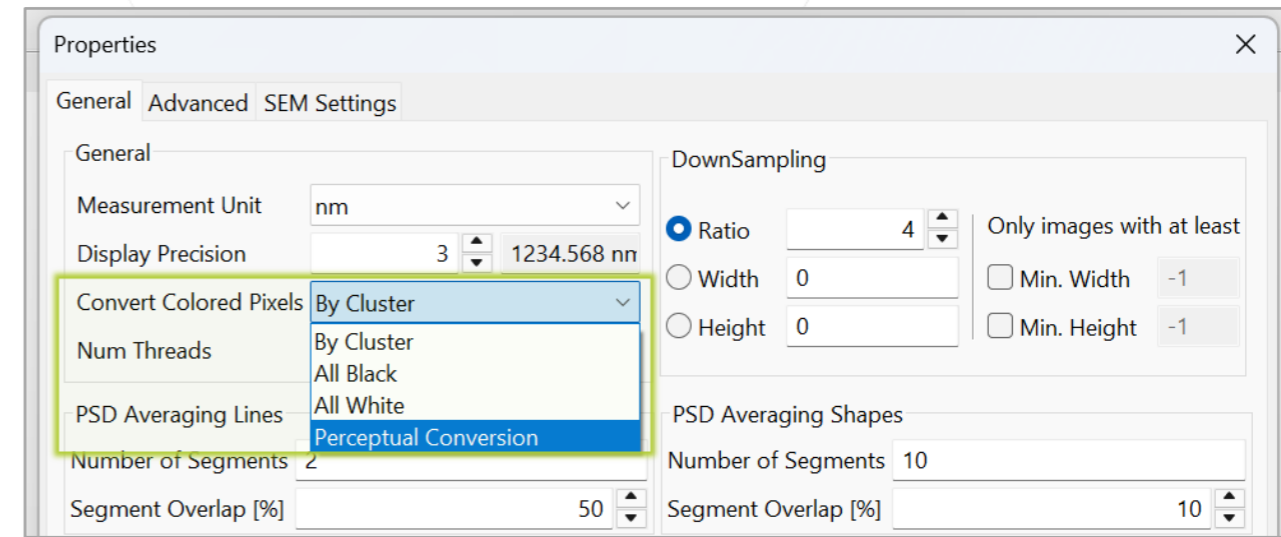 Properties
General Advanced SEM Settings
General
Measurement Unit nm
Display Precision 3 1234.568 nm
Convert Colored Pixels By Cluster
By Cluster
All Black
All White
Perceptual Conversion
Num Threads
DownSampling
Ratio 4
Width 0
Height 0
Only images with at least
Min. Width -1
Min. Height -1
PSD Averaging Lines
Number of Segments 2
Segment Overlap [%] 50
PSD Averaging Shapes
Number of Segments 10
Segment Overlap [%] 10